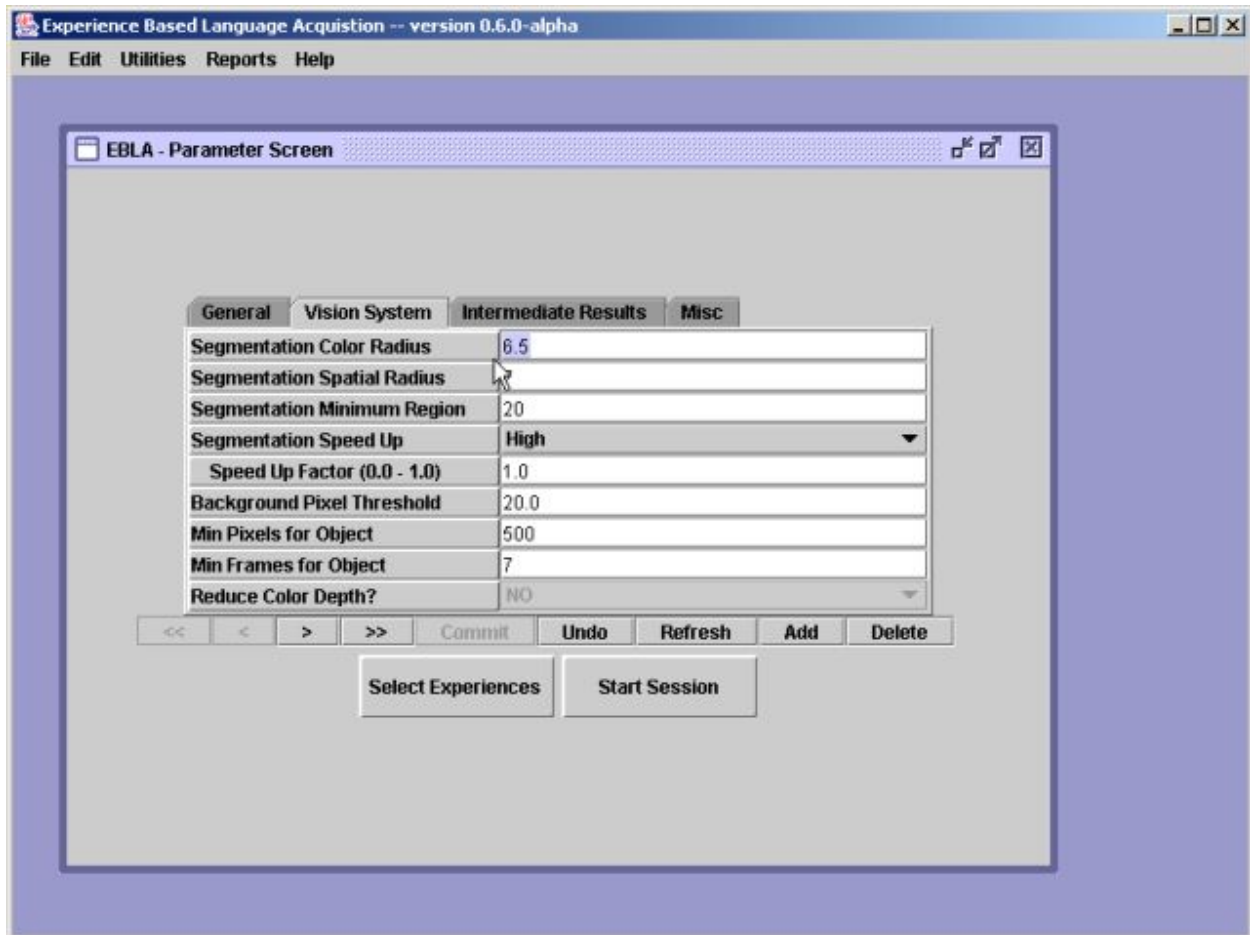 Experience Based Language Acquistion -- version 0.6.0-alpha
File Edit Utilities Reports Help
EBLA - Parameter Screen
General Vision System Intermediate Results Misc
Segmentation Color Radius 6.5
Segmentation Spatial Radius
Segmentation Minimum Region 20
Segmentation Speed Up High
Speed Up Factor (0.0 - 1.0) 1.0
Background Pixel Threshold 20.0
Min Pixels for Object 500
Min Frames for Object 7
Reduce Color Depth? NO
<< < > >> Commit Undo Refresh Add Delete
Select Experiences Start Session